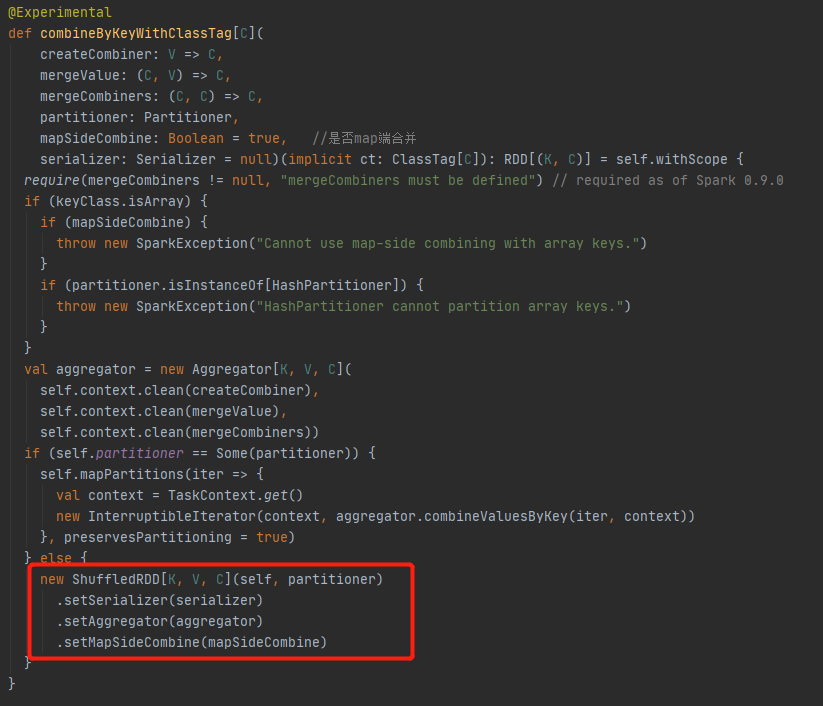 @Experimental
def combineByKeyWithClassTag[C](
    createCombiner: V => C,
    mergeValue: (C, V) => C,
    mergeCombiners: (C, C) => C,
    partitioner: Partitioner,
    mapSideCombine: Boolean = true,   //是否map端合并
    serializer: Serializer = null)(implicit ct: ClassTag[C]): RDD[(K, C)] = self.withScope {
  require(mergeCombiners != null, "mergeCombiners must be defined") // required as of Spark 0.9.0
  if (keyClass.isArray) {
    if (mapSideCombine) {
      throw new SparkException("Cannot use map-side combining with array keys.")
    }
    if (partitioner.isInstanceOf[HashPartitioner]) {
      throw new SparkException("HashPartitioner cannot partition array keys.")
    }
  }
  val aggregator = new Aggregator[K, V, C](
    self.context.clean(createCombiner),
    self.context.clean(mergeValue),
    self.context.clean(mergeCombiners))
  if (self.partitioner == Some(partitioner)) {
    self.mapPartitions(iter => {
      val context = TaskContext.get()
      new InterruptibleIterator(context, aggregator.combineValuesByKey(iter, context))
    }, preservesPartitioning = true)
  } else {
    new ShuffledRDD[K, V, C](self, partitioner)
      .setSerializer(serializer)
      .setAggregator(aggregator)
      .setMapSideCombine(mapSideCombine)
  }
}